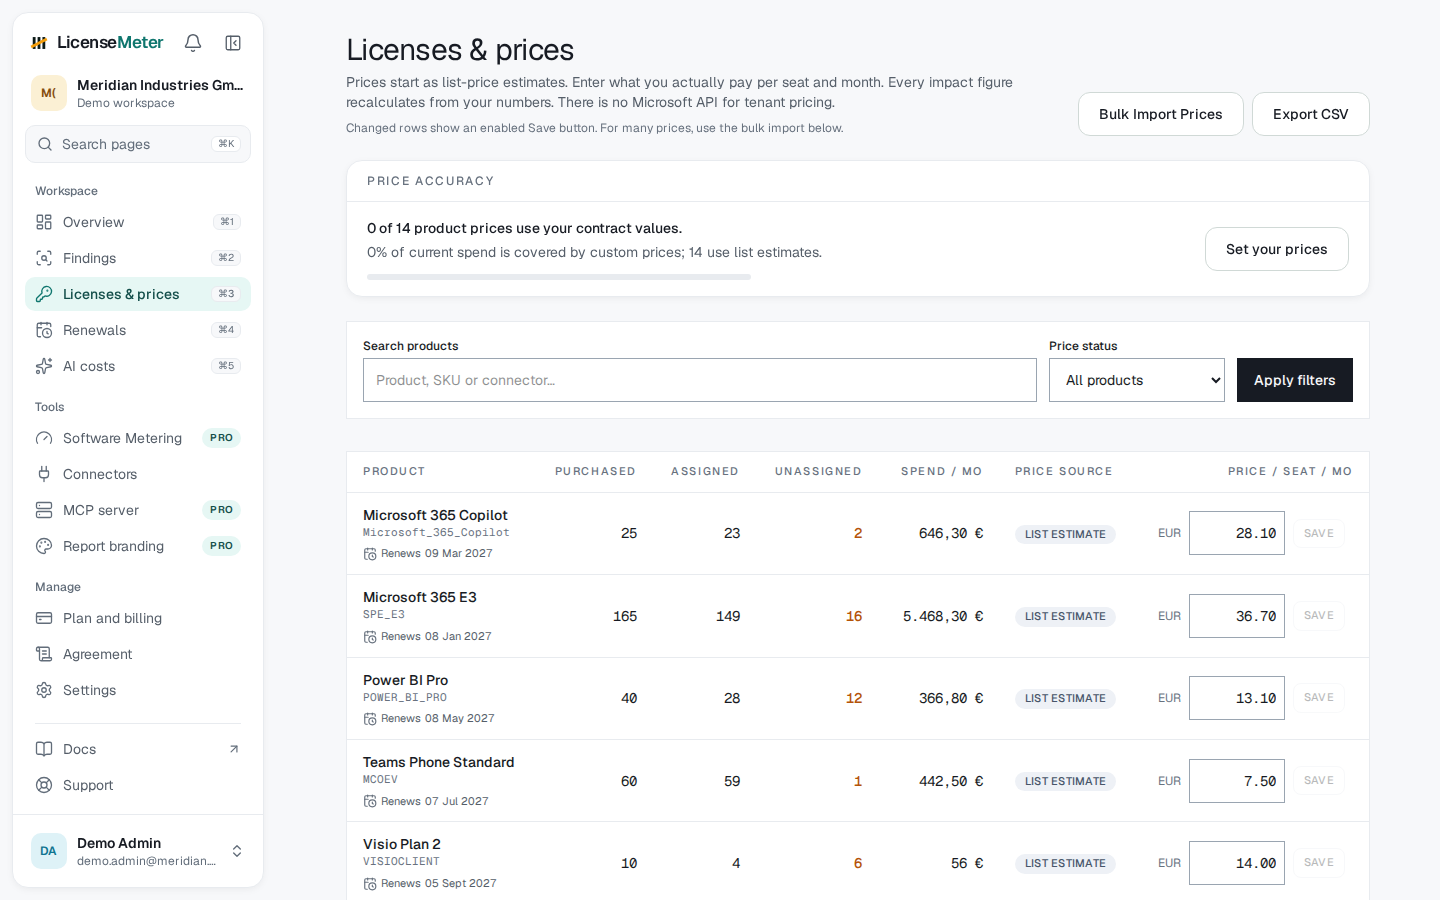 LicenseMeter
M(
Meridian Industries Gm...
Demo workspace
Search pages ⌘K
Workspace
Overview ⌘1
Findings ⌘2
Licenses & prices ⌘3
Renewals ⌘4
AI costs ⌘5
Tools
Software Metering PRO
Connectors
MCP server PRO
Report branding PRO
Manage
Plan and billing
Agreement
Settings
Docs
Support
DA
Demo Admin
demo.admin@meridian....
Licenses & prices
Prices start as list-price estimates. Enter what you actually pay per seat and month. Every impact figure
recalculates from your numbers. There is no Microsoft API for tenant pricing.
Changed rows show an enabled Save button. For many prices, use the bulk import below.
Bulk Import Prices
Export CSV
PRICE ACCURACY
0 of 14 product prices use your contract values.
0% of current spend is covered by custom prices; 14 use list estimates.
Set your prices
Search products
Product, SKU or connector...
Price status
All products
Apply filters
PRODUCT PURCHASED ASSIGNED UNASSIGNED SPEND / MO PRICE SOURCE PRICE / SEAT / MO
Microsoft 365 Copilot
Microsoft_365_Copilot
Renews 09 Mar 2027
25 23 2 646,30 € LIST ESTIMATE EUR 28.10 SAVE
Microsoft 365 E3
SPE_E3
Renews 08 Jan 2027
165 149 16 5.468,30 € LIST ESTIMATE EUR 36.70 SAVE
Power BI Pro
POWER_BI_PRO
Renews 08 May 2027
40 28 12 366,80 € LIST ESTIMATE EUR 13.10 SAVE
Teams Phone Standard
MCOEV
Renews 07 Jul 2027
60 59 1 442,50 € LIST ESTIMATE EUR 7.50 SAVE
Visio Plan 2
VISIOCLIENT
Renews 05 Sept 2027
10 4 6 56 € LIST ESTIMATE EUR 14.00 SAVE